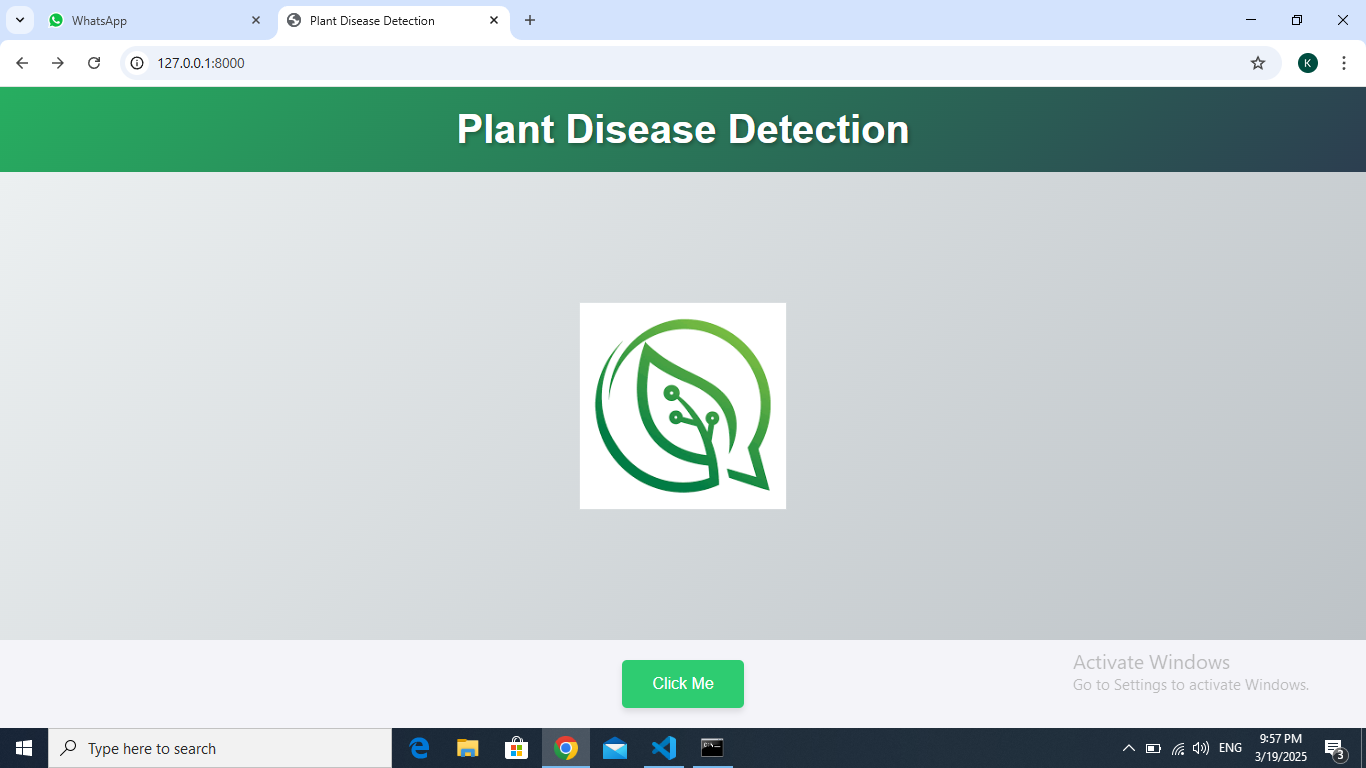 WhatsApp
Plant Disease Detection
127.0.0.1:8000
K
Plant Disease Detection
Click Me
Activate Windows
Go to Settings to activate Windows.
Type here to search
ENG
9:57 PM
3/19/2025
3